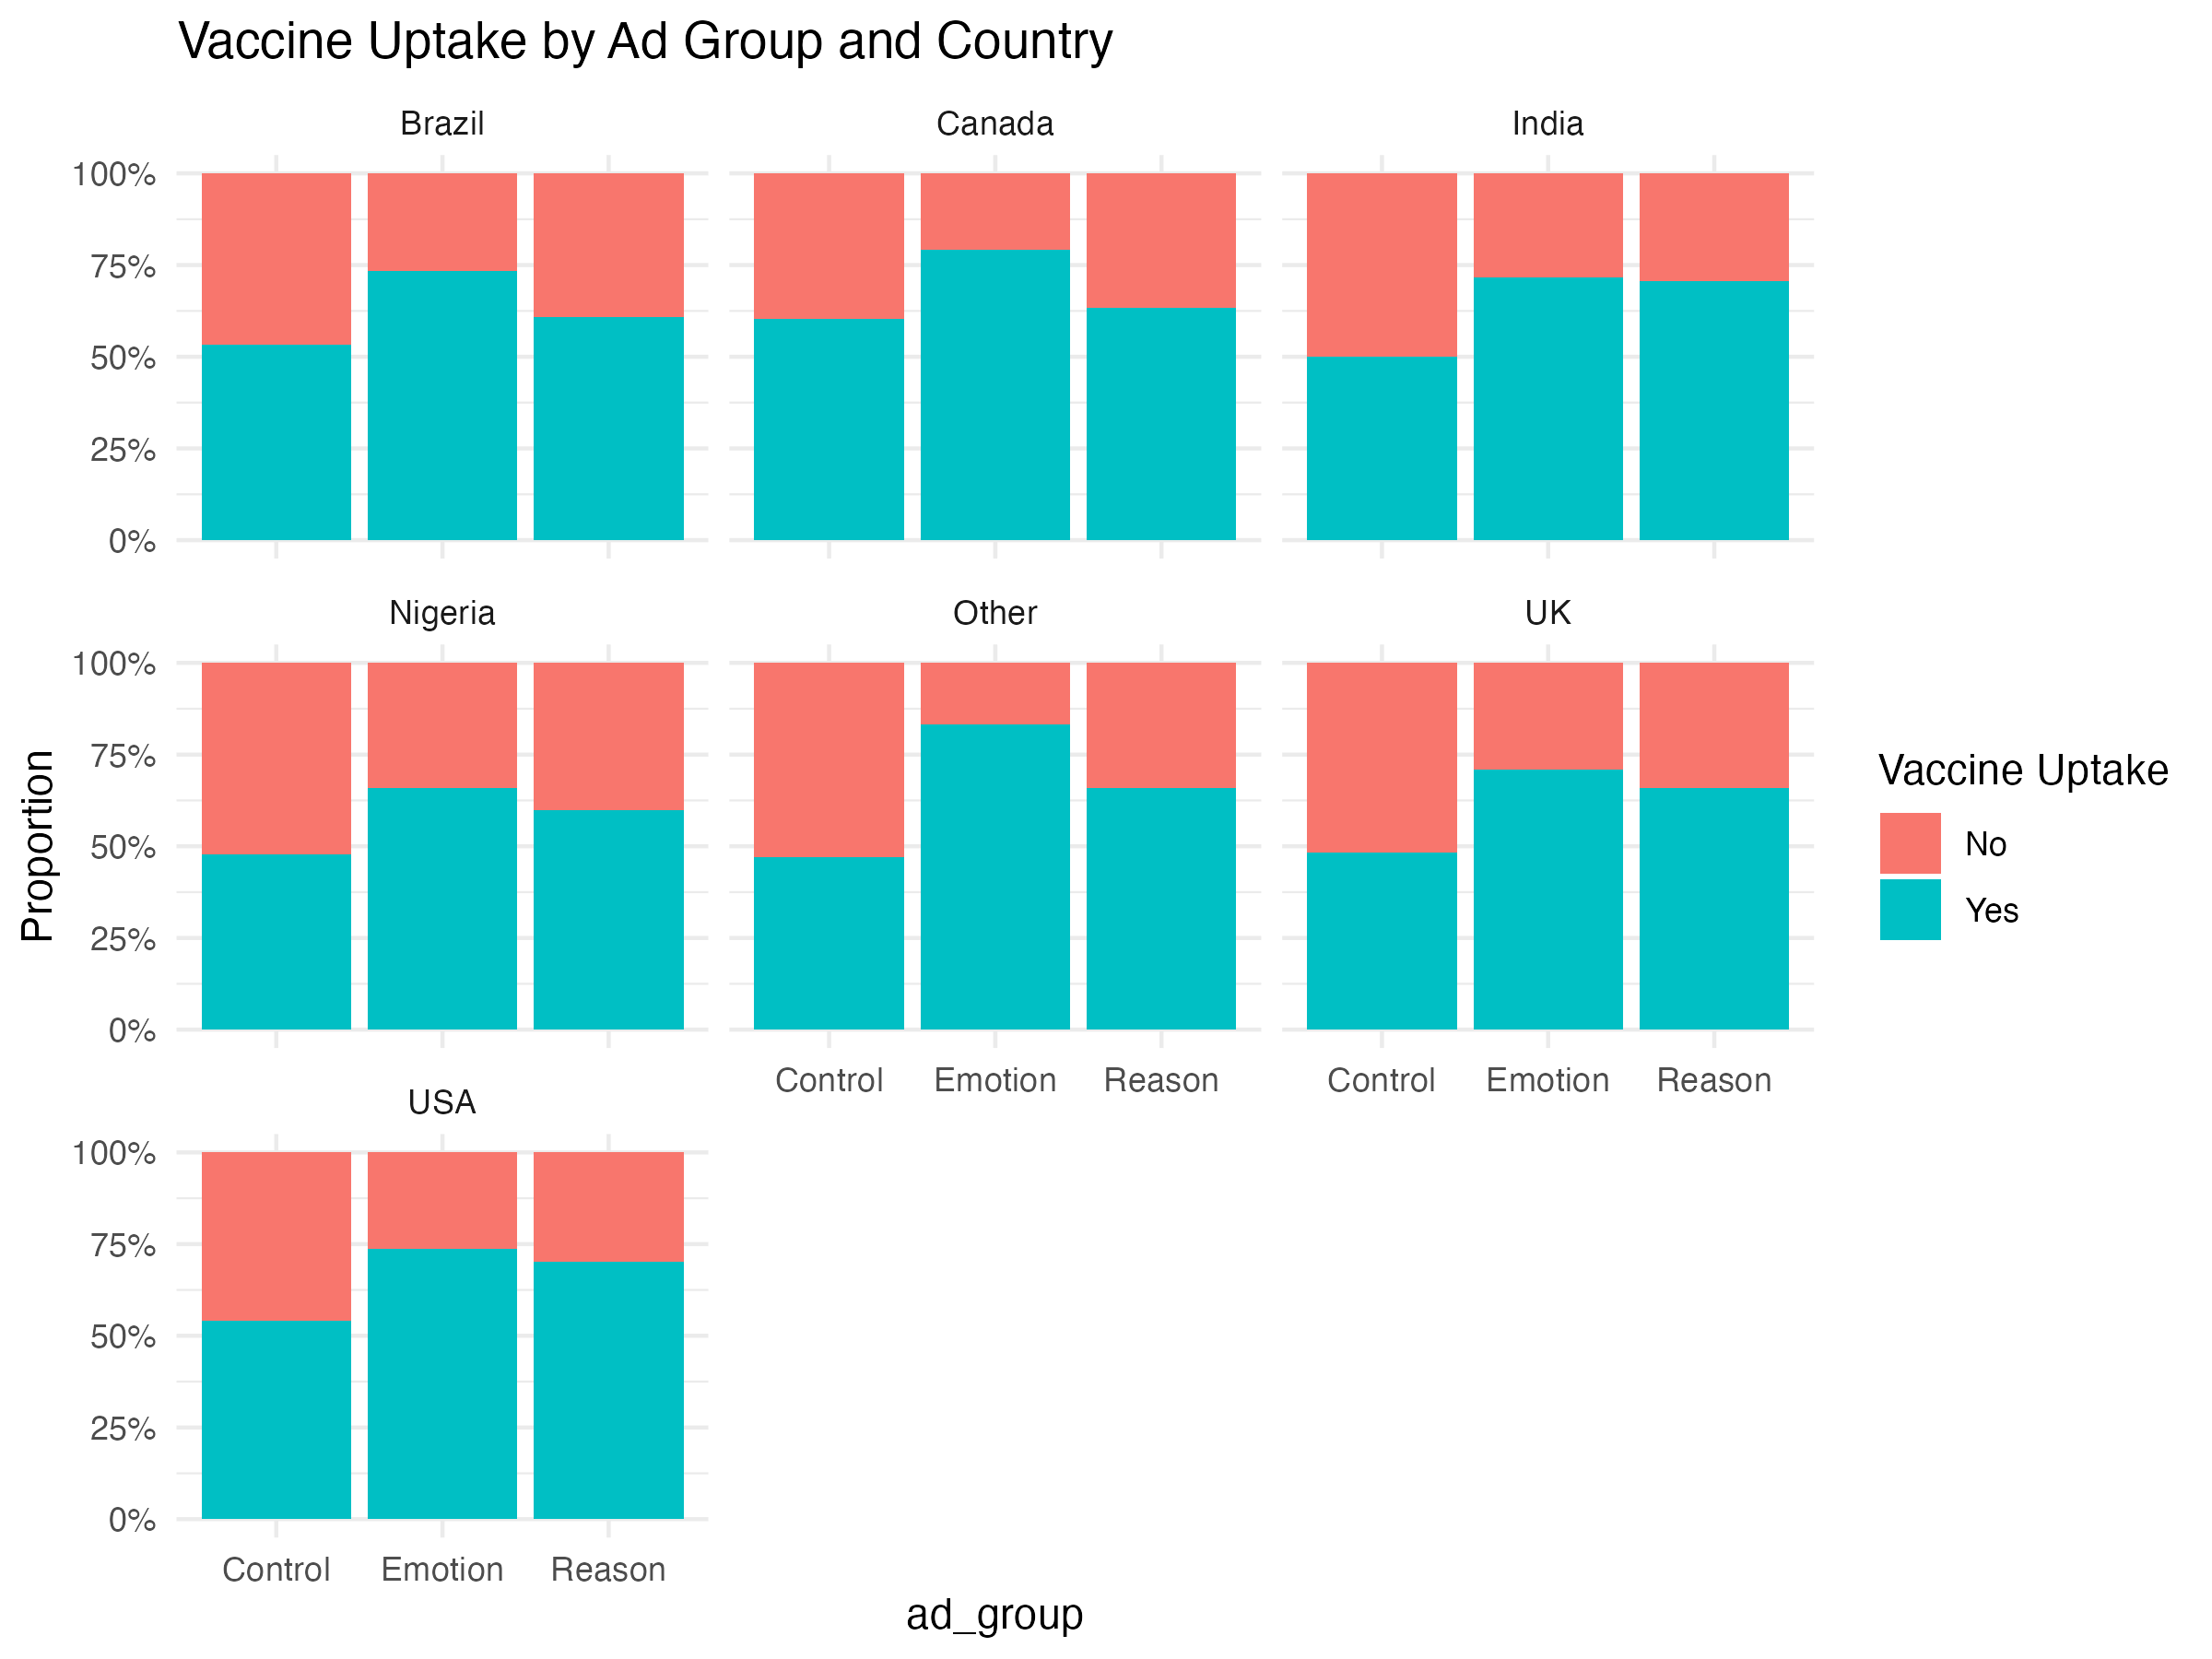 Vaccine Uptake by Ad Group and Country
Brazil
Canada
India
100%
75%
50%
25%
0%
Nigeria
Other
UK
100%
75%
50%
25%
0%
Control
Emotion
Reason
Control
Emotion
Reason
USA
100%
75%
50%
25%
0%
Control
Emotion
Reason
ad_group
Proportion
Vaccine Uptake
No
Yes